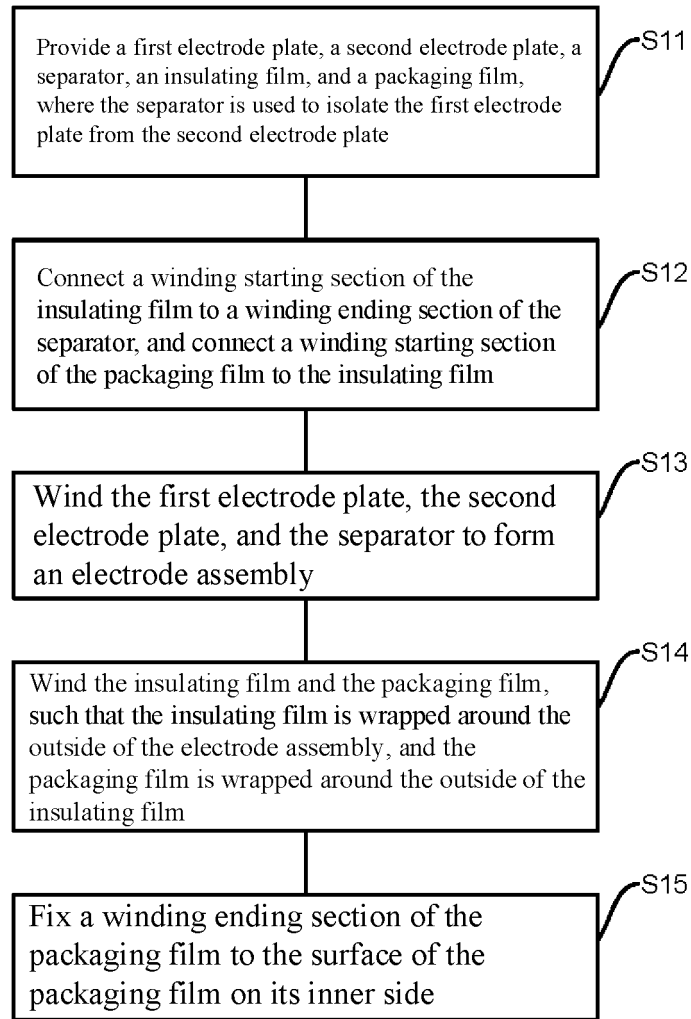 Provide a first electrode plate, a second electrode plate, a
separator, an insulating film, and a packaging film,
where the separator is used to isolate the first electrode
plate from the second electrode plate
S11
Connect a winding starting section of the
insulating film to a winding ending section of the
separator, and connect a winding starting section
of the packaging film to the insulating film
S12
Wind the first electrode plate, the second
electrode plate, and the separator to form
an electrode assembly
S13
Wind the insulating film and the packaging film,
such that the insulating film is wrapped around the
outside of the electrode assembly, and the
packaging film is wrapped around the outside of the
insulating film
S14
Fix a winding ending section of the
packaging film to the surface of the
packaging film on its inner side
S15